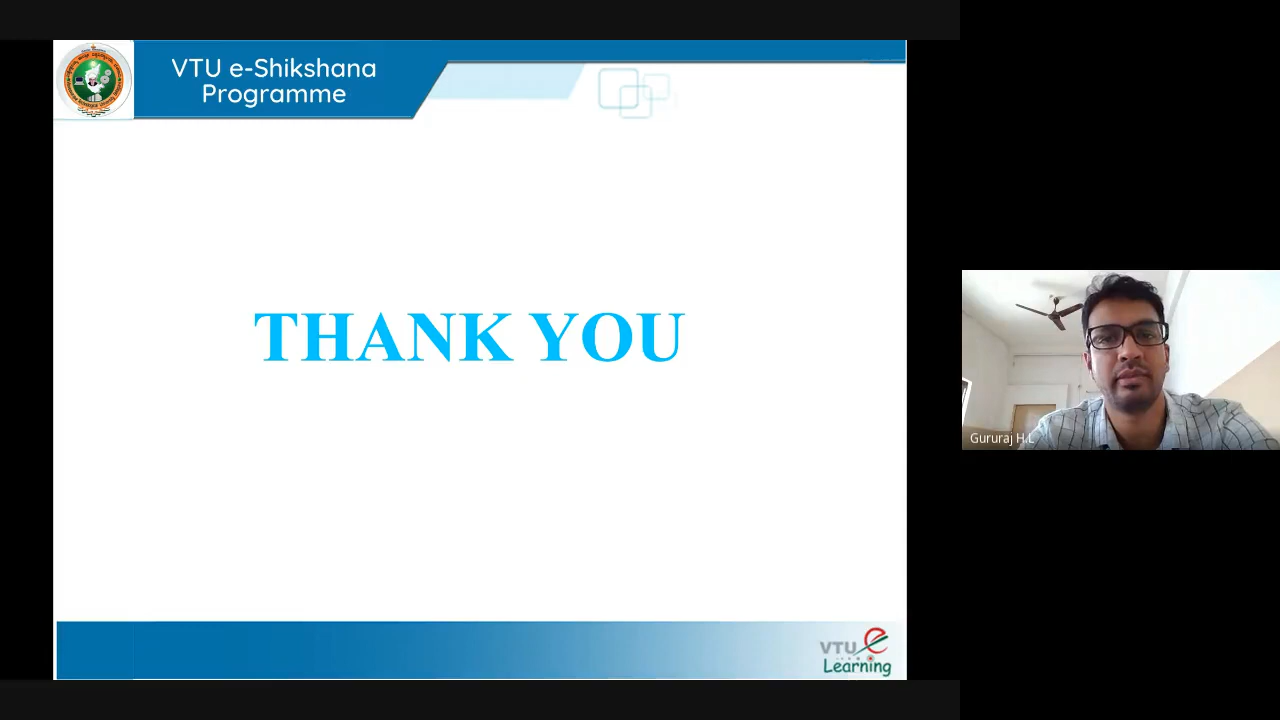 VTU e-Shikshana
Programme
THANK YOU
Gururaj H.L
VTU e
Learning